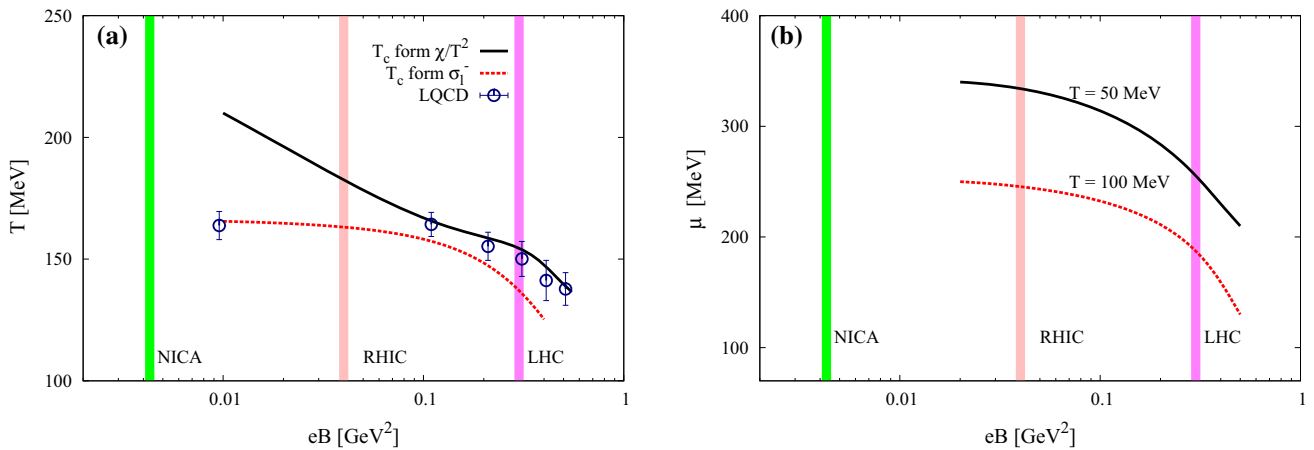 (a)
T_c form χ/T^2
T_c form σ_l^-
LQCD
NICA
RHIC
LHC
T [MeV]
250
200
150
100
0.01
0.1
1
eB [GeV^2]
(b)
T = 50 MeV
T = 100 MeV
NICA
RHIC
LHC
μ [MeV]
400
300
200
100
0.01
0.1
1
eB [GeV^2]